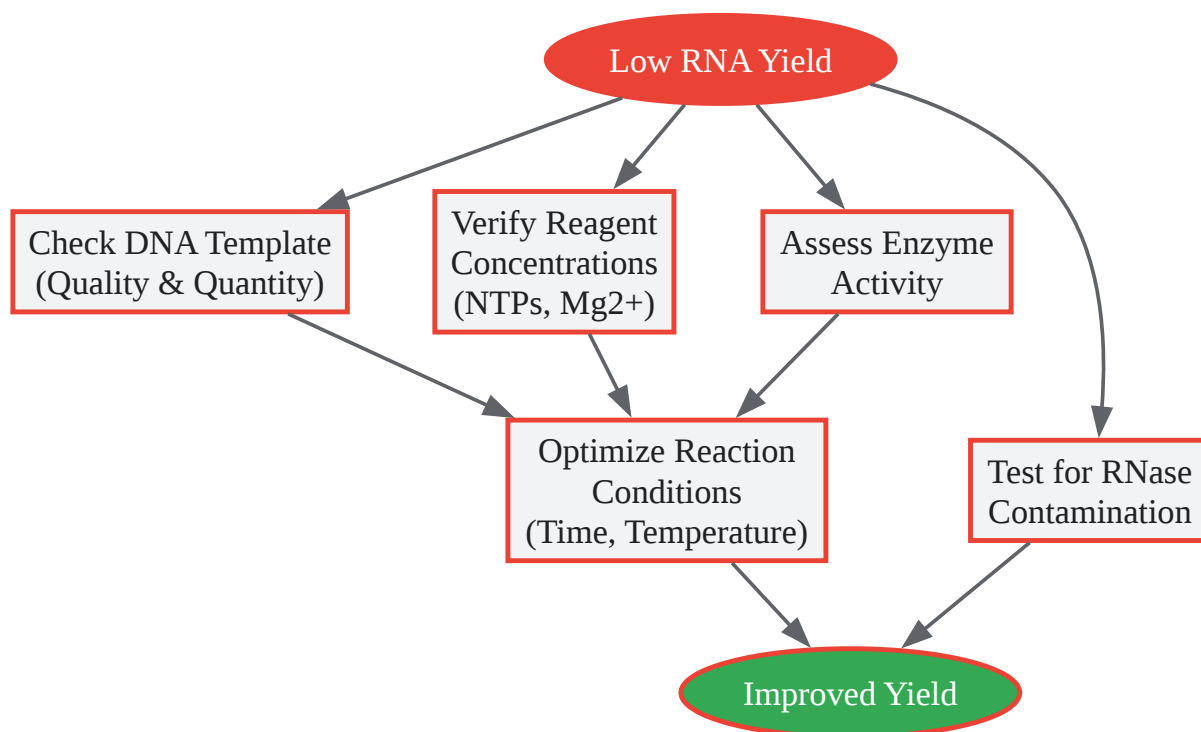 Low RNA Yield
Check DNA Template
(Quality & Quantity)
Verify Reagent
Concentrations
(NTPs, Mg2+)
Assess Enzyme
Activity
Optimize Reaction
Conditions
(Time, Temperature)
Test for RNase
Contamination
Improved Yield